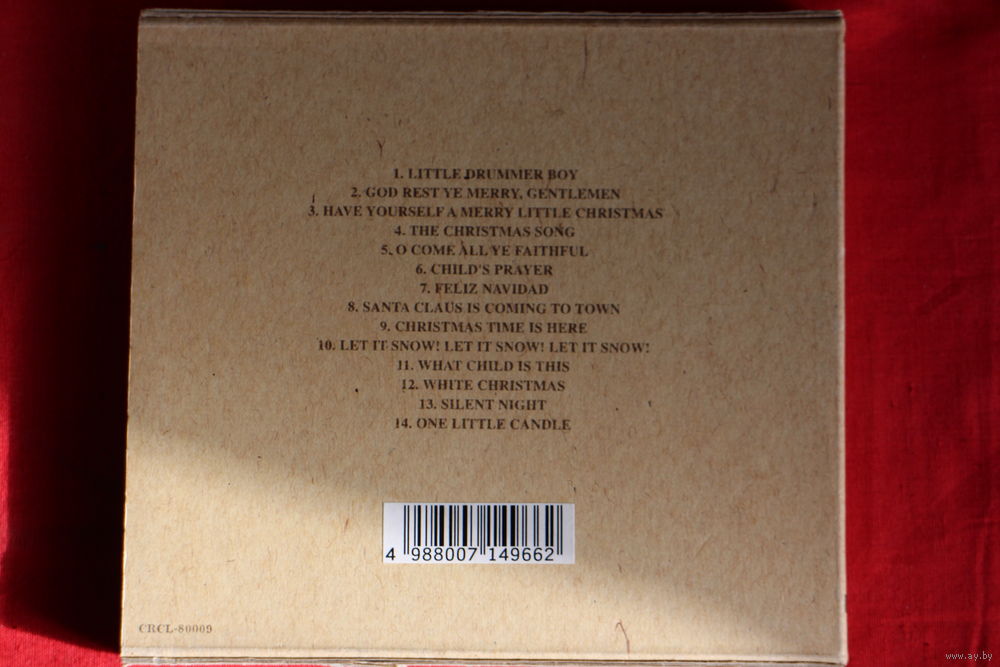 1. LITTLE DRUMMER BOY
2. GOD REST YE MERRY, GENTLEMEN
3. HAVE YOURSELF A MERRY LITTLE CHRISTMAS
4. THE CHRISTMAS SONG
5. O COME ALL YE FAITHFUL
6. CHILD'S PRAYER
7. FELIZ NAVIDAD
8. SANTA CLAUS IS COMING TO TOWN
9. CHRISTMAS TIME IS HERE
10. LET IT SNOW! LET IT SNOW! LET IT SNOW!
11. WHAT CHILD IS THIS
12. WHITE CHRISTMAS
13. SILENT NIGHT
14. ONE LITTLE CANDLE
4 988007 149662
CRCL-80009
www.ay.by